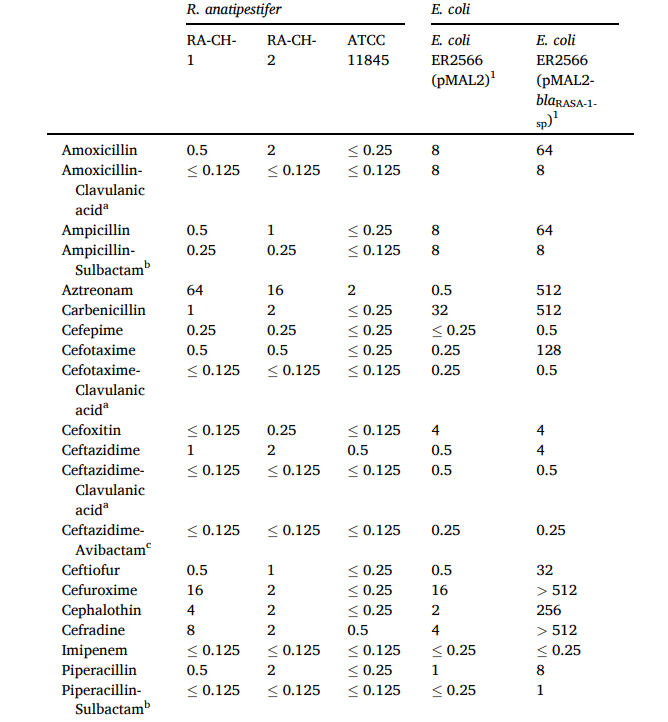 R. anatipestifer E. coli
RA-CH- RA-CH- ATCC E. coli E. coli
1 2 11845 ER2566 ER2566
(pMAL2)1 (pMAL2-
blaRASA-1-
sp)1
Amoxicillin 0.5 2 ≤ 0.25 8 64
Amoxicillin- ≤ 0.125 ≤ 0.125 ≤ 0.125 8 8
Clavulanic
acida
Ampicillin 0.5 1 ≤ 0.25 8 64
Ampicillin- 0.25 0.25 ≤ 0.125 8 8
Sulbactamb
Aztreonam 64 16 2 0.5 512
Carbenicillin 1 2 ≤ 0.25 32 512
Cefepime 0.25 0.25 ≤ 0.25 ≤ 0.25 0.5
Cefotaxime 0.5 0.5 ≤ 0.25 0.25 128
Cefotaxime- ≤ 0.125 ≤ 0.125 ≤ 0.125 0.25 0.5
Clavulanic
acida
Cefoxitin ≤ 0.125 0.25 ≤ 0.125 4 4
Ceftazidime 1 2 0.5 0.5 4
Ceftazidime- ≤ 0.125 ≤ 0.125 ≤ 0.125 0.5 0.5
Clavulanic
acida
Ceftazidime- ≤ 0.125 ≤ 0.125 ≤ 0.125 0.25 0.25
Avibactamc
Ceftiofur 0.5 1 ≤ 0.25 0.5 32
Cefuroxime 16 2 ≤ 0.25 16 > 512
Cephalothin 4 2 ≤ 0.25 2 256
Cefradine 8 2 0.5 4 > 512
Imipenem ≤ 0.125 ≤ 0.125 ≤ 0.125 ≤ 0.25 ≤ 0.25
Piperacillin 0.5 2 ≤ 0.25 1 8
Piperacillin- ≤ 0.125 ≤ 0.125 ≤ 0.125 ≤ 0.25 1
Sulbactamb